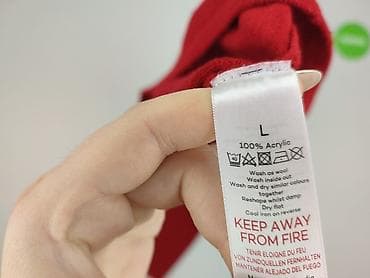 L
100% Acrylic
Wash as wool
Wash inside out
Wash and dry similar colours
together
Reshape whilst damp
Dry flat
Cool iron on reverse
KEEP AWAY
FROM FIRE
TENIR ELOIGNE DU FEU
VON ZUNDQUELLEN FERNHALTEN
MANTENER ALEJADO DEL FUEGO